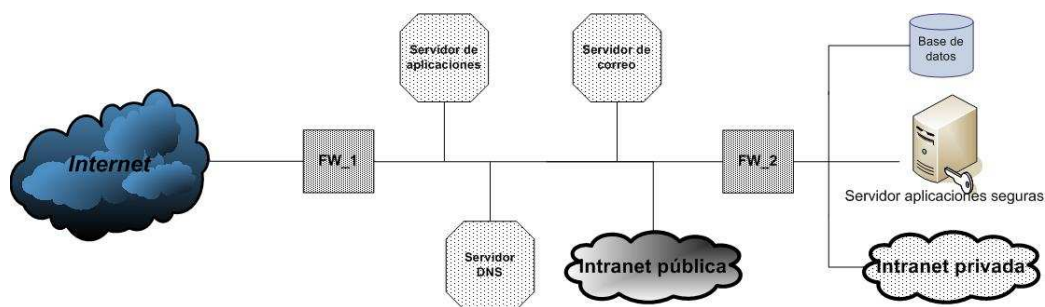 Servidor de
aplicaciones
Servidor de
correo
Base de
datos
Internet
FW_1
FW_2
Servidor aplicaciones seguras
Servidor
DNS
Intranet pública
Intranet privada